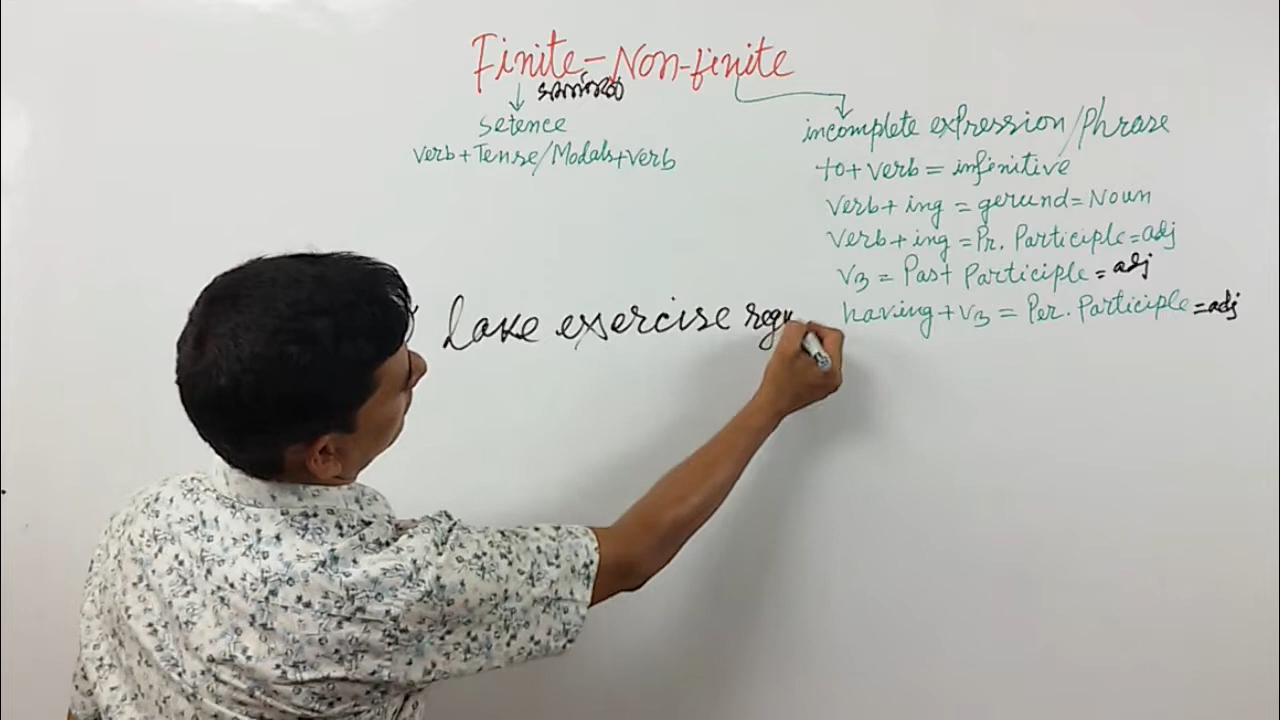 Finite-Non-finite
setence
verb+Tense/Modals+verb
incomplete expression/Phrase
to+verb = infinitive
verb+ing = gerund=Noun
verb+ing =Pr. Participle=adj
V3 = Past Participle = adj
having+V3 = Per. Participle =adj
exercise regu